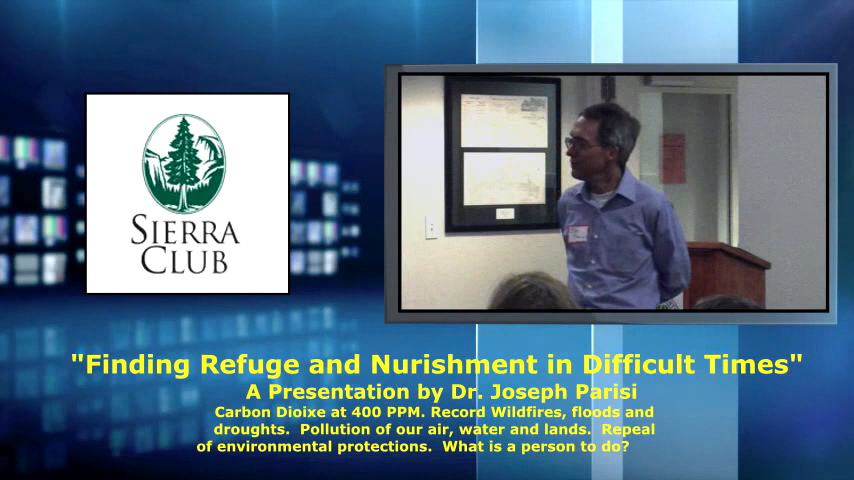 SIERRA
CLUB
"Finding Refuge and Nurishment in Difficult Times"
A Presentation by Dr. Joseph Parisi
Carbon Dioixe at 400 PPM. Record Wildfires, floods and
droughts.  Pollution of our air, water and lands.  Repeal
of environmental protections.  What is a person to do?